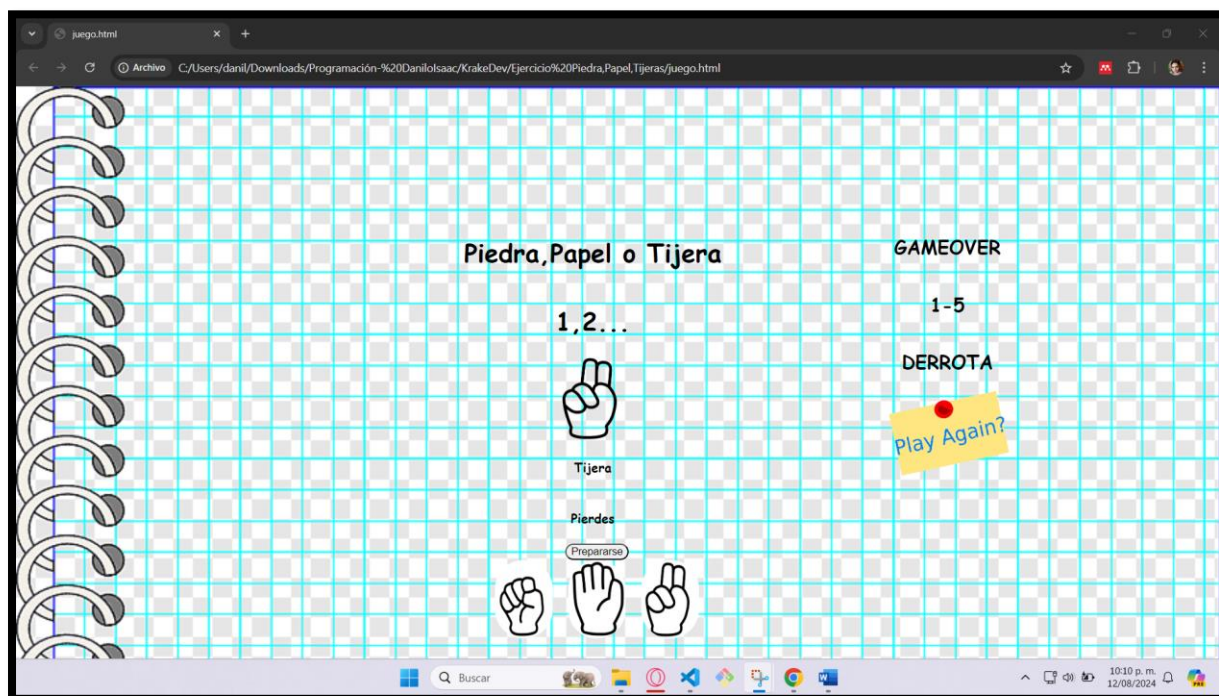 juego.html
Archivo C:/Users/danil/Downloads/Programación-%20DaniloIsaac/KrakeDev/Ejercicio%20Piedra,Papel,Tijeras/juego.html
Piedra,Papel o Tijera
1,2...
Tijera
Pierdes
Prepararse
GAMEOVER
1-5
DERROTA
Play Again?
Buscar
10:10 p. m.
12/08/2024